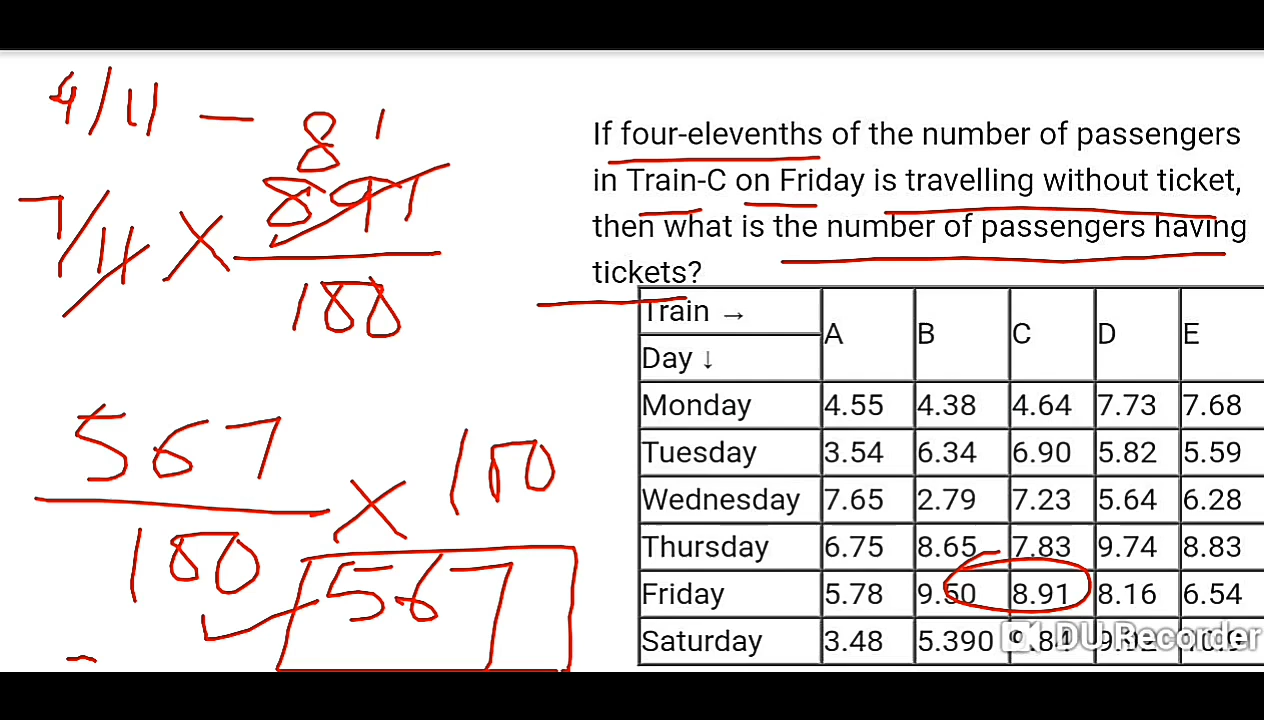 4/11 —
81
7/11 × 891
100
567 × 100
100
567
If four-elevenths of the number of passengers
in Train-C on Friday is travelling without ticket,
then what is the number of passengers having
tickets?
Train → A B C D E
Day ↓
Monday 4.55 4.38 4.64 7.73 7.68
Tuesday 3.54 6.34 6.90 5.82 5.59
Wednesday 7.65 2.79 7.23 5.64 6.28
Thursday 6.75 8.65 7.83 9.74 8.83
Friday 5.78 9.50 8.91 8.16 6.54
Saturday 3.48 5.390 9.84
DU Recorder